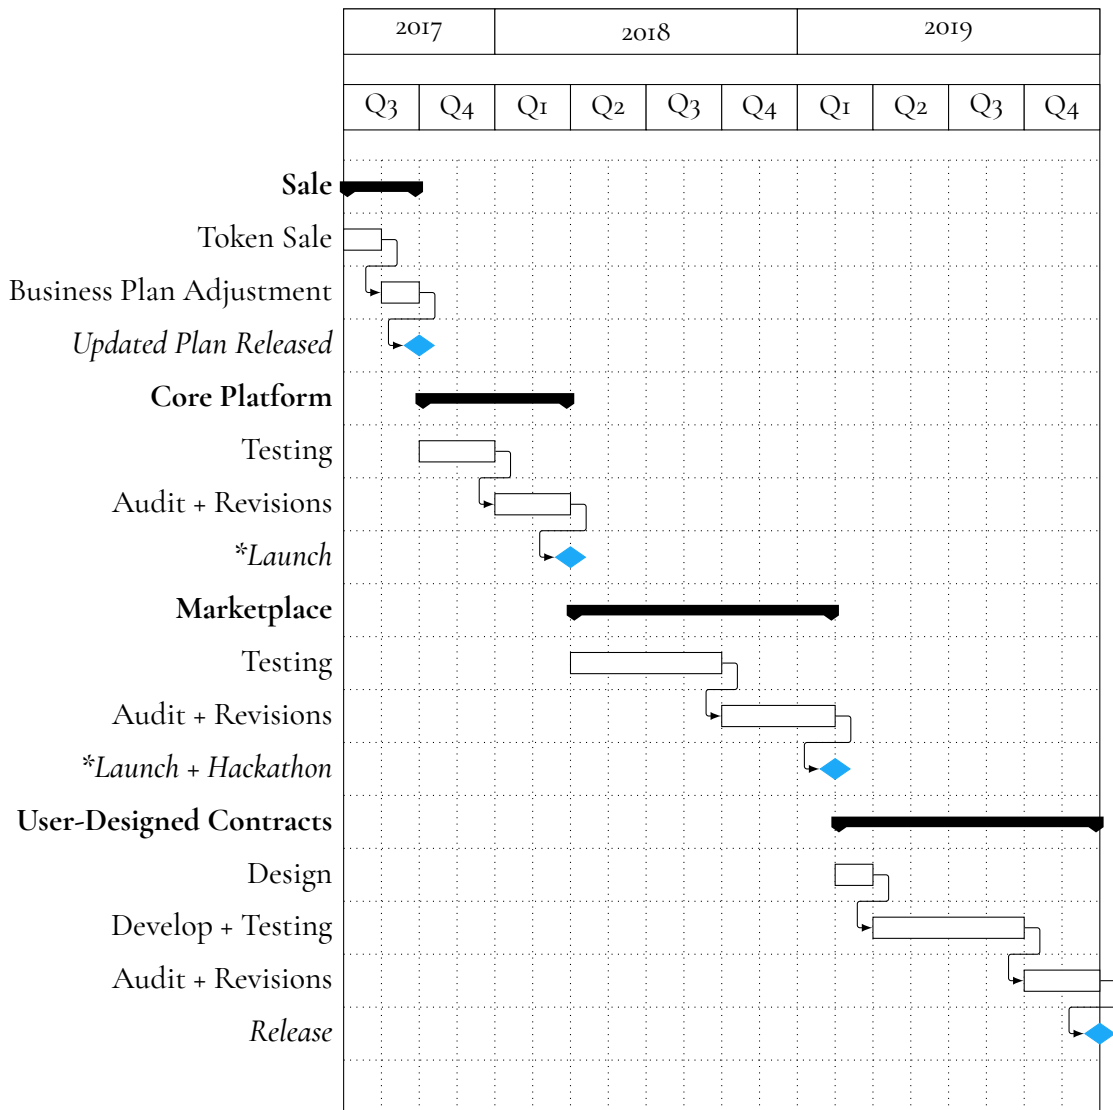 2017 2018 2019
Q3 Q4 Q1 Q2 Q3 Q4 Q1 Q2 Q3 Q4
Sale
Token Sale
Business Plan Adjustment
Updated Plan Released
Core Platform
Testing
Audit + Revisions
*Launch
Marketplace
Testing
Audit + Revisions
*Launch + Hackathon
User-Designed Contracts
Design
Develop + Testing
Audit + Revisions
Release